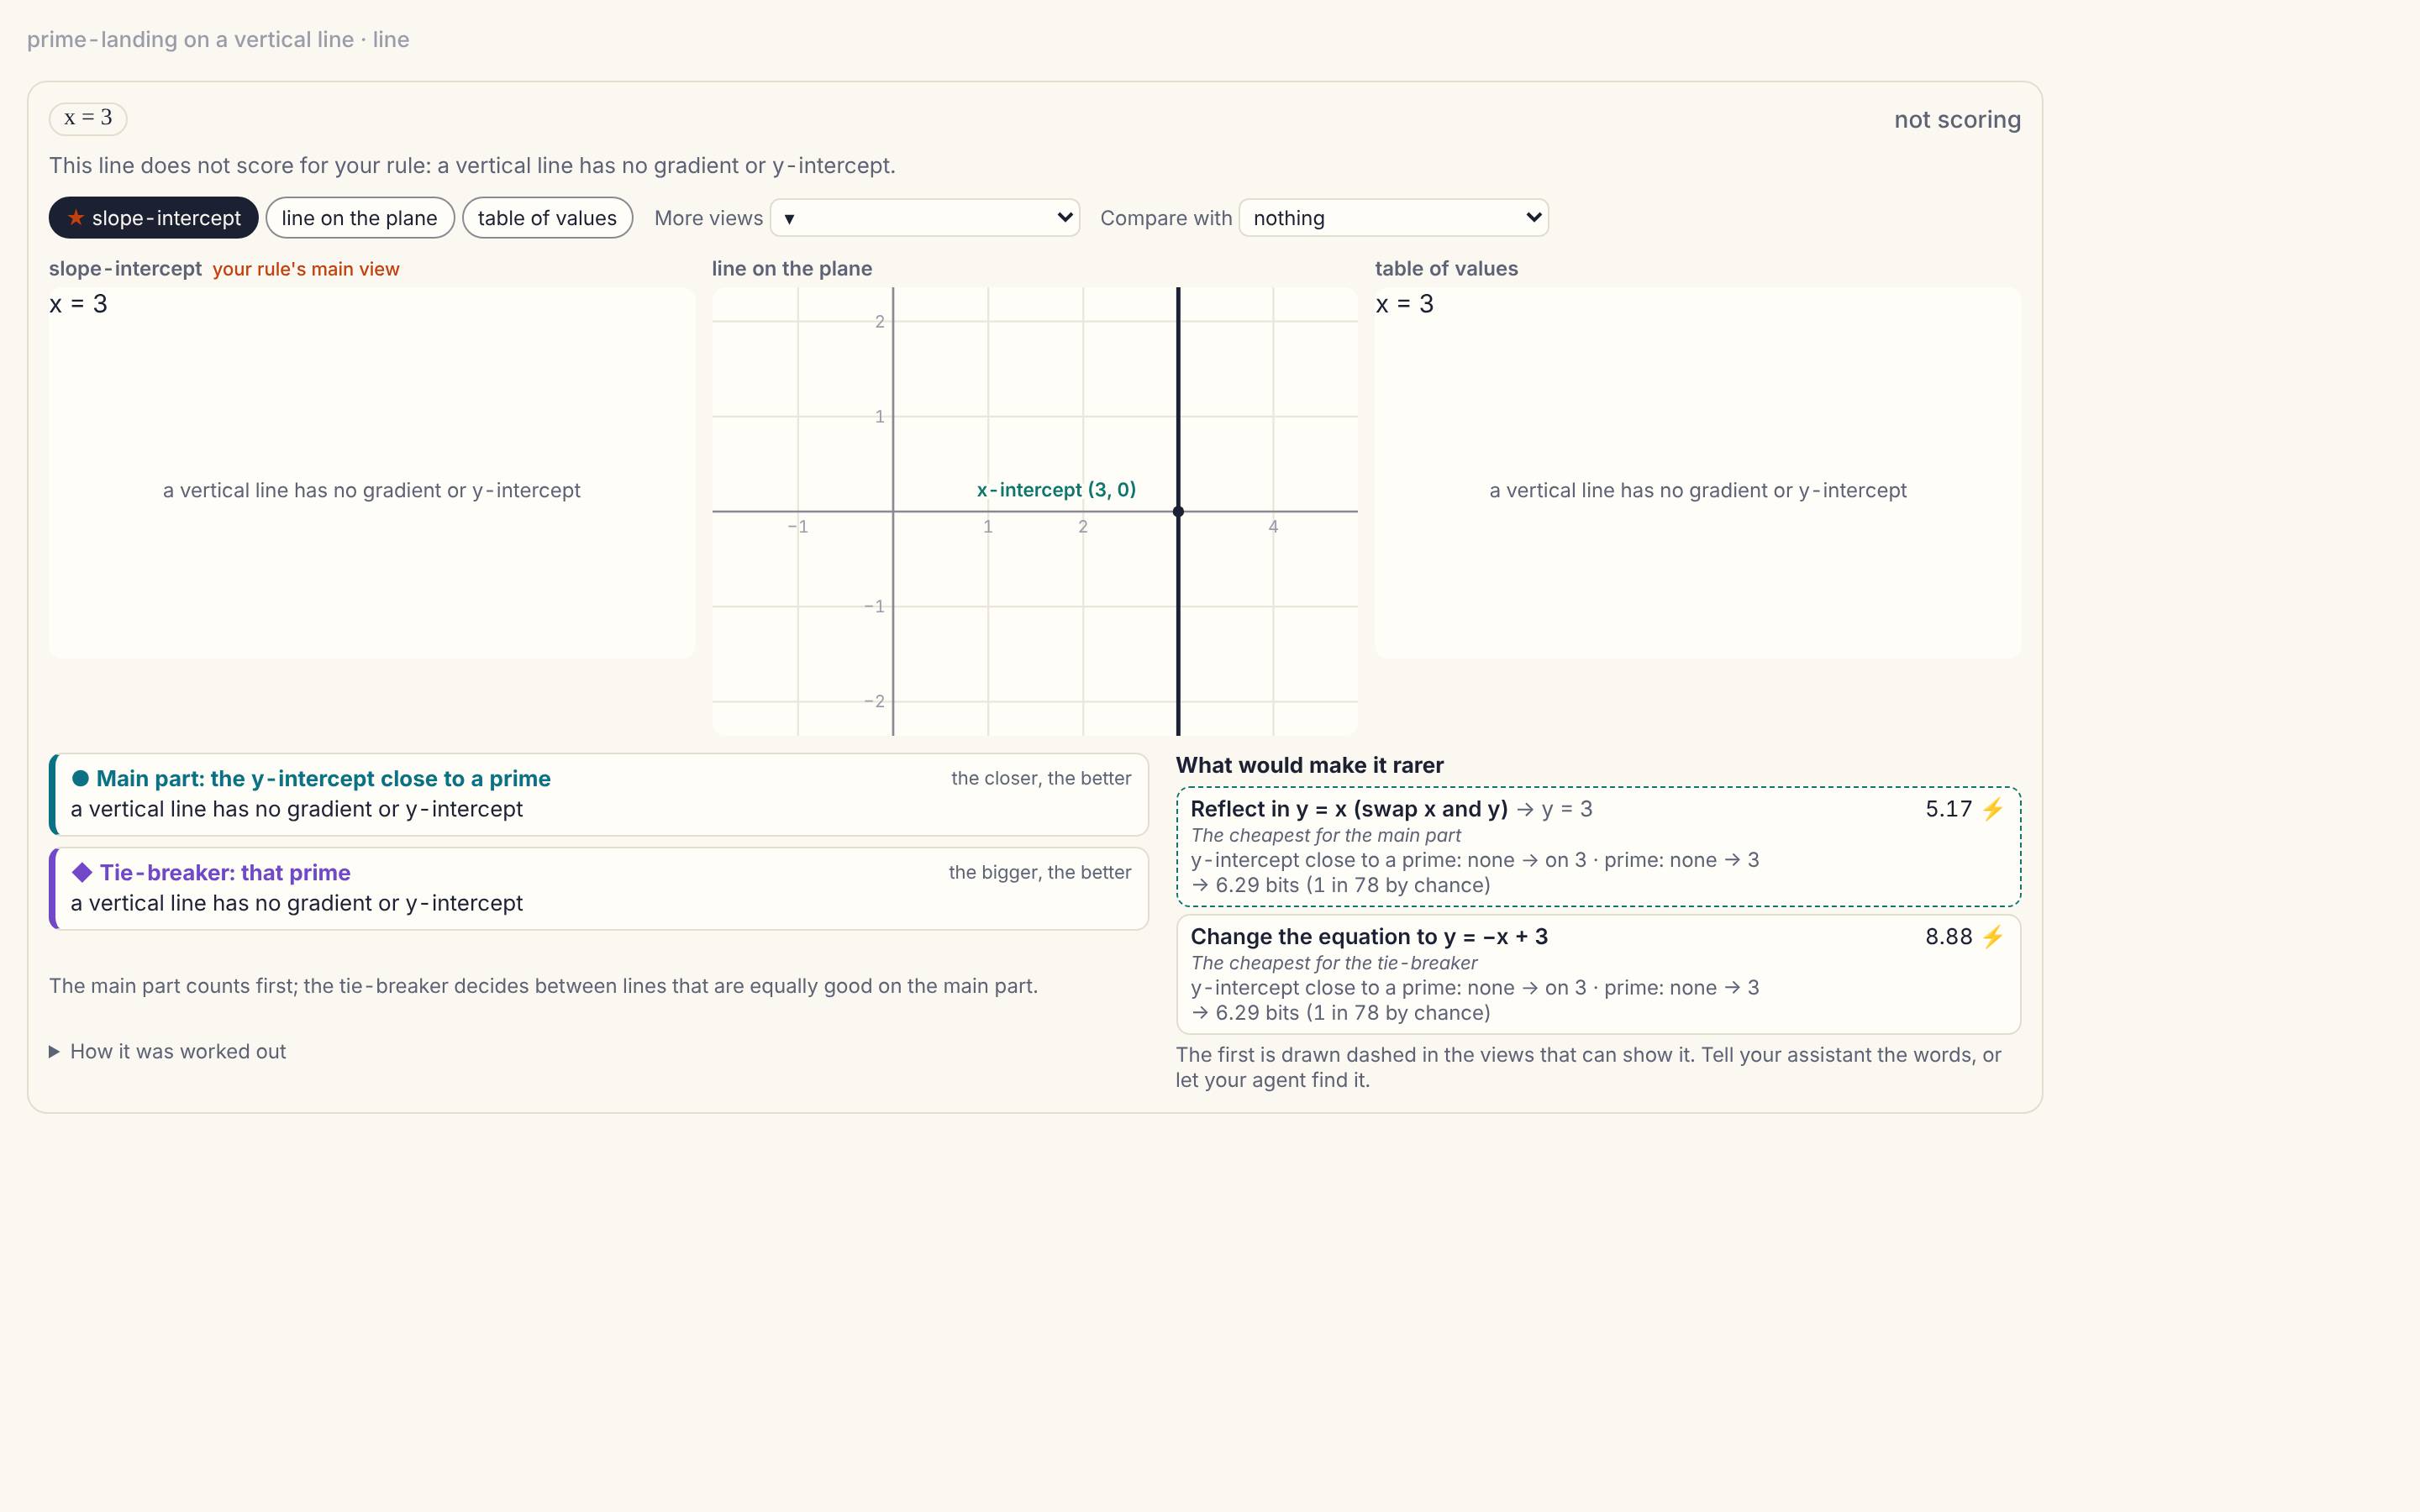 prime-landing on a vertical line · line
x = 3
not scoring
This line does not score for your rule: a vertical line has no gradient or y-intercept.
★ slope-intercept
line on the plane
table of values
More views
▾
Compare with
nothing
slope-intercept your rule's main view
x = 3
a vertical line has no gradient or y-intercept
line on the plane
2
1
x-intercept (3, 0)
−1
1
2
4
−1
−2
table of values
x = 3
a vertical line has no gradient or y-intercept
● Main part: the y-intercept close to a prime
the closer, the better
a vertical line has no gradient or y-intercept
◆ Tie-breaker: that prime
the bigger, the better
a vertical line has no gradient or y-intercept
The main part counts first; the tie-breaker decides between lines that are equally good on the main part.
▶ How it was worked out
What would make it rarer
Reflect in y = x (swap x and y) → y = 3
5.17 ⚡
The cheapest for the main part
y-intercept close to a prime: none → on 3 · prime: none → 3
→ 6.29 bits (1 in 78 by chance)
Change the equation to y = −x + 3
8.88 ⚡
The cheapest for the tie-breaker
y-intercept close to a prime: none → on 3 · prime: none → 3
→ 6.29 bits (1 in 78 by chance)
The first is drawn dashed in the views that can show it. Tell your assistant the words, or
let your agent find it.